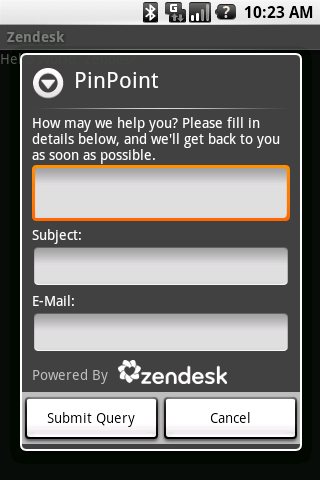 10:23 AM
Zendesk
PinPoint
How may we help you? Please fill in
details below, and we'll get back to you
as soon as possible.
Subject:
E-Mail:
Powered By zendesk
Submit Query Cancel